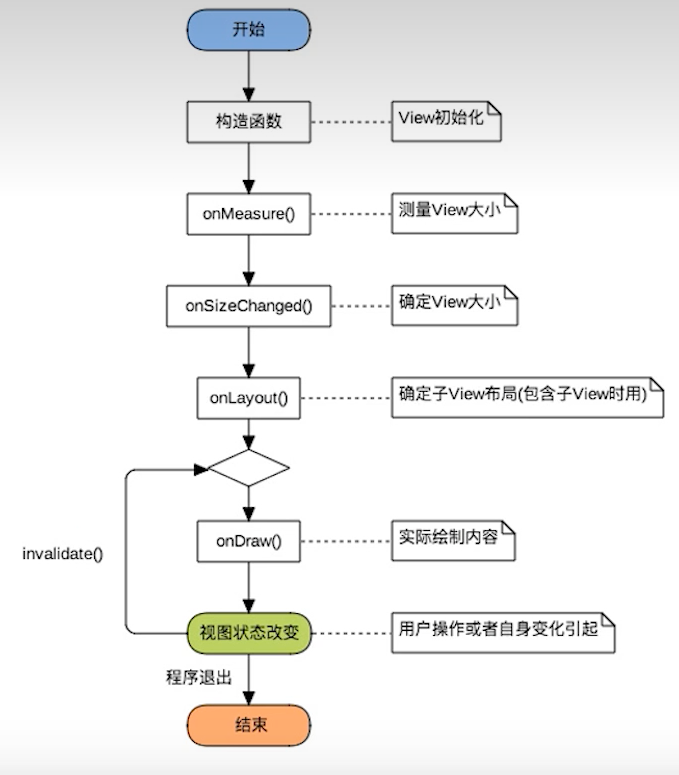 开始
构造函数
View初始化
onMeasure()
测量View大小
onSizeChanged()
确定View大小
onLayout()
确定子View布局(包含子View时用)
onDraw()
实际绘制内容
invalidate()
视图状态改变
用户操作或者自身变化引起
程序退出
结束